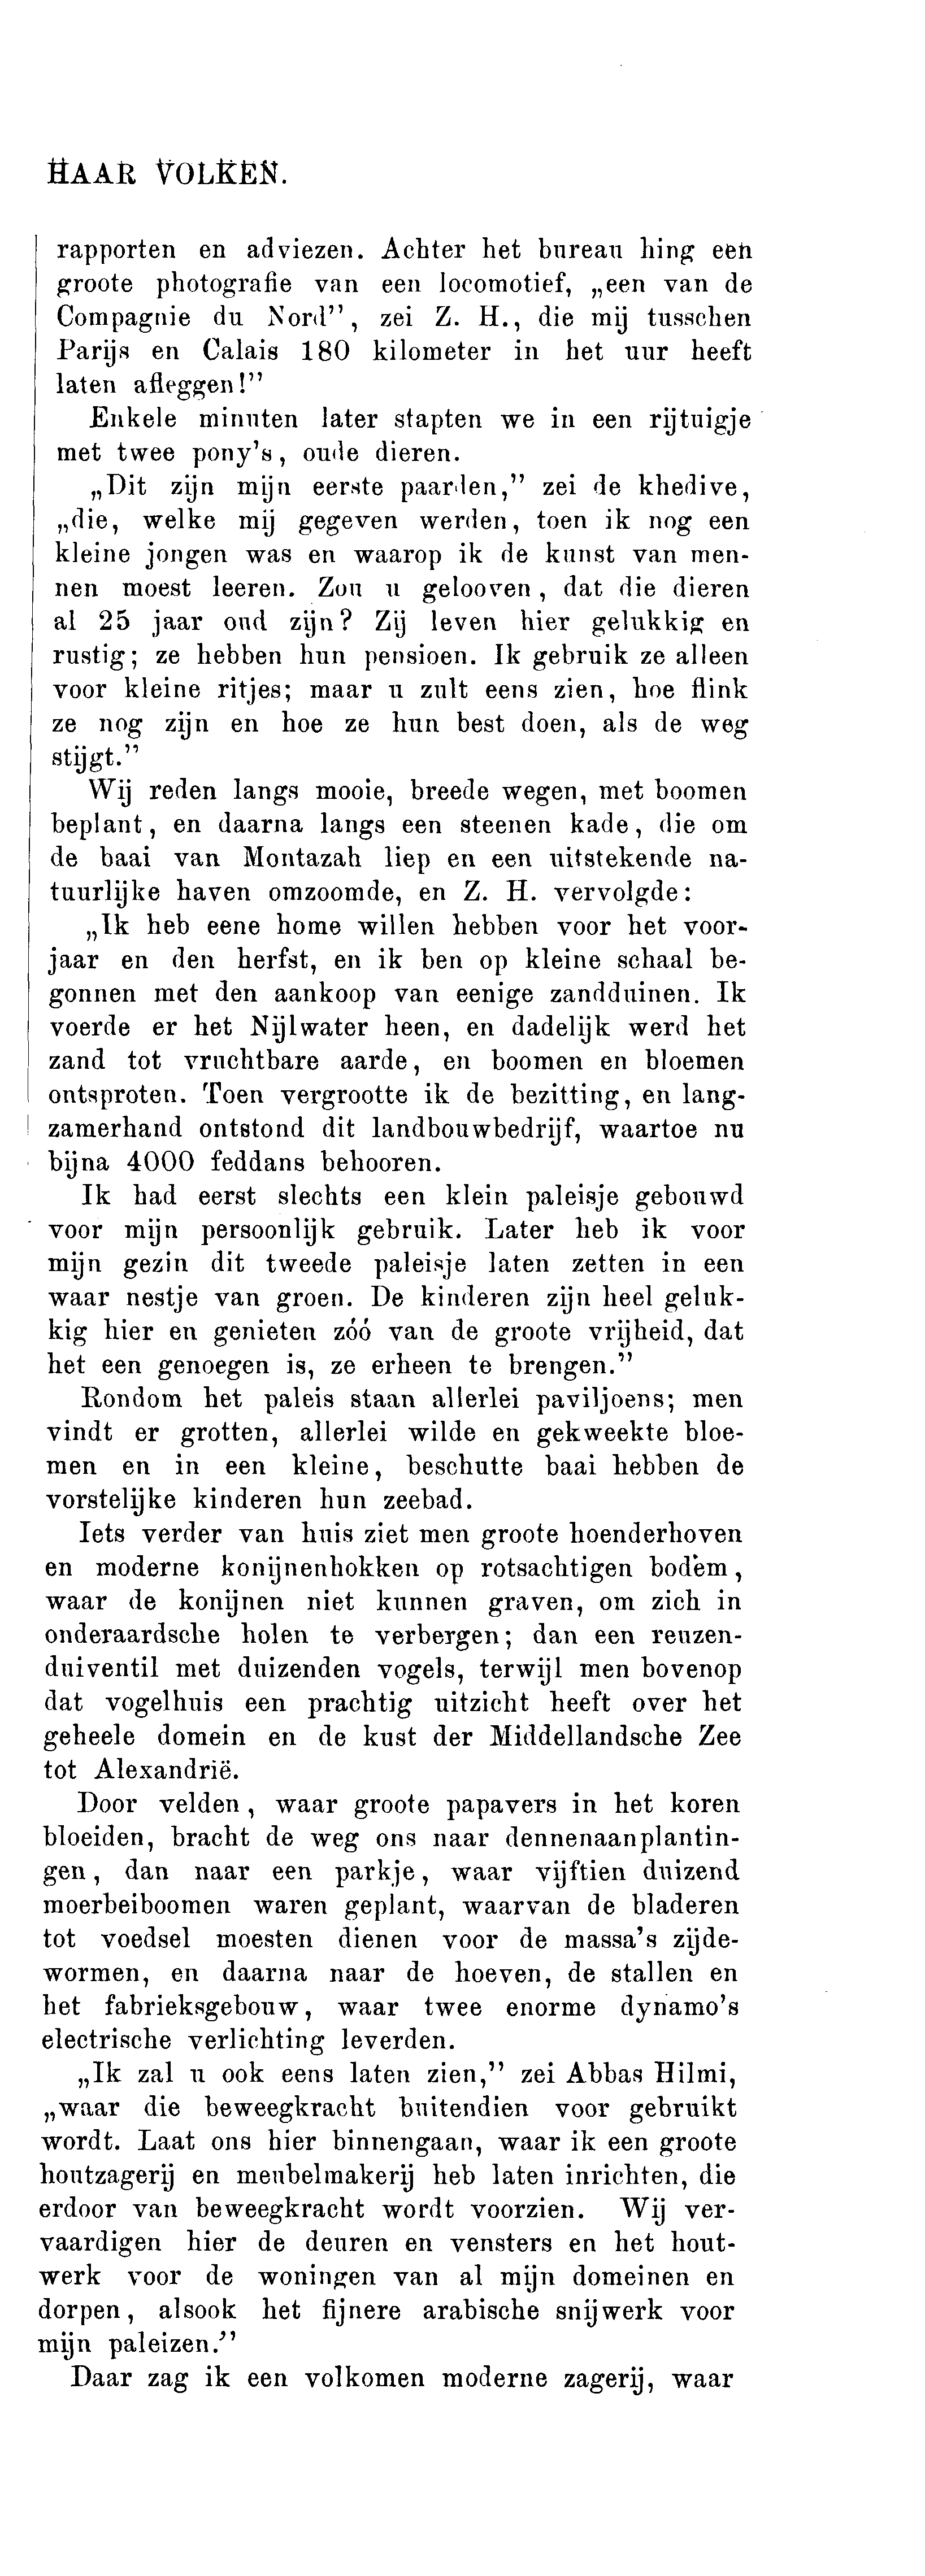 HAAR VOLKEN.
rapporten en adviezen. Achter het bureau hing een
groote photografie van een locomotief, „een van de
Compagnie du Nord”, zei Z. H., die mij tusschen
Parijs en Calais 180 kilometer in het uur heeft
laten afleggen!”
Enkele minuten later stapten we in een rijtuigje
met twee pony's, oude dieren.
„Dit zijn mijn eerste paarden,” zei de khedive,
„die, welke mij gegeven werden, toen ik nog een
kleine jongen was en waarop ik de kunst van men-
nen moest leeren. Zou u gelooven, dat die dieren
al 25 jaar oud zijn? Zij leven hier gelukkig en
rustig; ze hebben hun pensioen. Ik gebruik ze alleen
voor kleine ritjes; maar u zult eens zien, hoe flink
ze nog zijn en hoe ze hun best doen, als de weg
stijgt.”
Wij reden langs mooie, breede wegen, met boomen
beplant, en daarna langs een steenen kade, die om
de baai van Montazah liep en een uitstekende na-
tuurlijke haven omzoomde, en Z. H. vervolgde:
„Ik heb eene home willen hebben voor het voor-
jaar en den herfst, en ik ben op kleine schaal be-
gonnen met den aankoop van eenige zandduinen. Ik
voerde er het Nijlwater heen, en dadelijk werd het
zand tot vruchtbare aarde, en boomen en bloemen
ontsproten. Toen vergrootte ik de bezitting, en lang-
zamerhand ontstond dit landbouwbedrijf, waartoe nu
bijna 4000 feddans behooren.
Ik had eerst slechts een klein paleisje gebouwd
voor mijn persoonlijk gebruik. Later heb ik voor
mijn gezin dit tweede paleisje laten zetten in een
waar nestje van groen. De kinderen zijn heel geluk-
kig hier en genieten zóó van de groote vrijheid, dat
het een genoegen is, ze erheen te brengen.”
Rondom het paleis staan allerlei paviljoens; men
vindt er grotten, allerlei wilde en gekweekte bloe-
men en in een kleine, beschutte baai hebben de
vorstelijke kinderen hun zeebad.
Iets verder van huis ziet men groote hoenderhoven
en moderne konijnenhokken op rotsachtigen bodem,
waar de konijnen niet kunnen graven, om zich in
onderaardsche holen te verbergen; dan een reuzen-
duiventil met duizenden vogels, terwijl men bovenop
dat vogelhuis een prachtig uitzicht heeft over het
geheele domein en de kust der Middellandsche Zee
tot Alexandrië.
Door velden, waar groote papavers in het koren
bloeiden, bracht de weg ons naar dennenaanplantin-
gen, dan naar een parkje, waar vijftien duizend
moerbeiboomen waren geplant, waarvan de bladeren
tot voedsel moesten dienen voor de massa's zijde-
wormen, en daarna naar de hoeven, de stallen en
het fabrieksgebouw, waar twee enorme dynamo's
electrische verlichting leverden.
„Ik zal u ook eens laten zien,” zei Abbas Hilmi,
„waar die beweegkracht buitendien voor gebruikt
wordt. Laat ons hier binnengaan, waar ik een groote
houtzagerij en meubelmakerij heb laten inrichten, die
erdoor van beweegkracht wordt voorzien. Wij ver-
vaardigen hier de deuren en vensters en het hout-
werk voor de woningen van al mijn domeinen en
dorpen, alsook het fijnere arabische snijwerk voor
mijn paleizen.”
Daar zag ik een volkomen moderne zagerij, waar